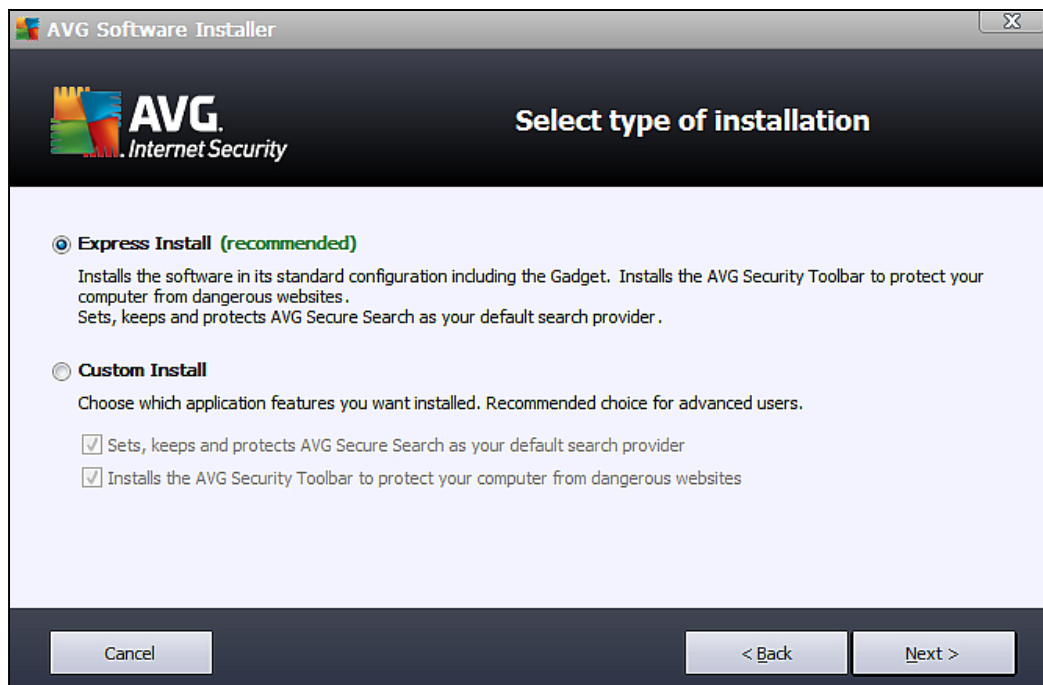 AVG Software Installer
X
AVG.
Internet Security
Select type of installation
Express Install (recommended)
Installs the software in its standard configuration including the Gadget. Installs the AVG Security Toolbar to protect your
computer from dangerous websites.
Sets, keeps and protects AVG Secure Search as your default search provider.
Custom Install
Choose which application features you want installed. Recommended choice for advanced users.
Sets, keeps and protects AVG Secure Search as your default search provider
Installs the AVG Security Toolbar to protect your computer from dangerous websites
Cancel
< Back
Next >